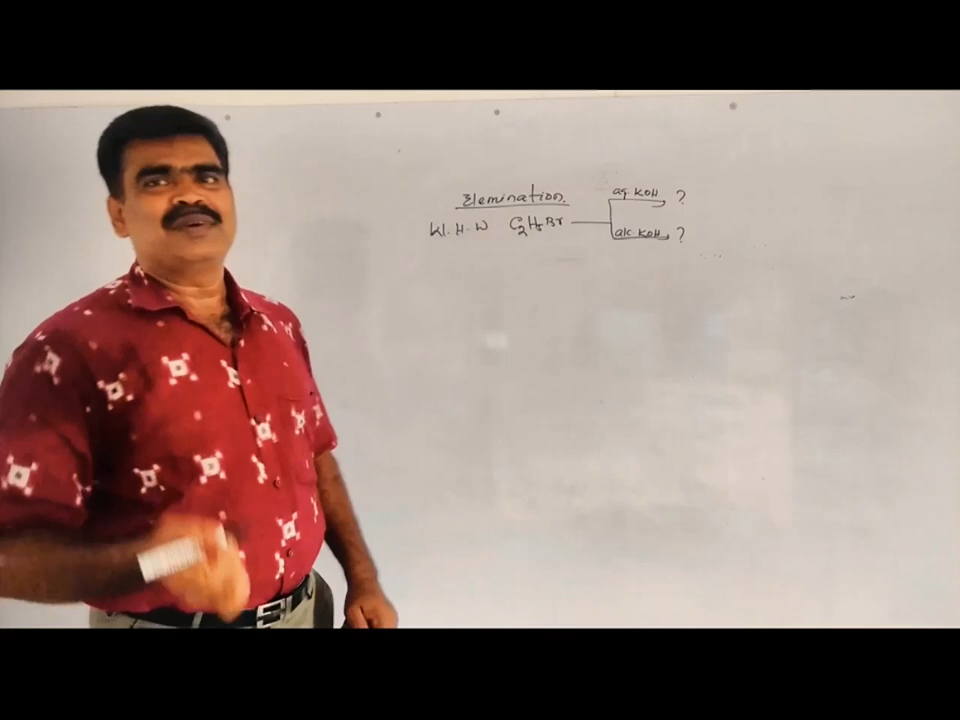 Elemination.
aq. KOH ?
W. H. W C₂H₅Br
alc. KOH ?